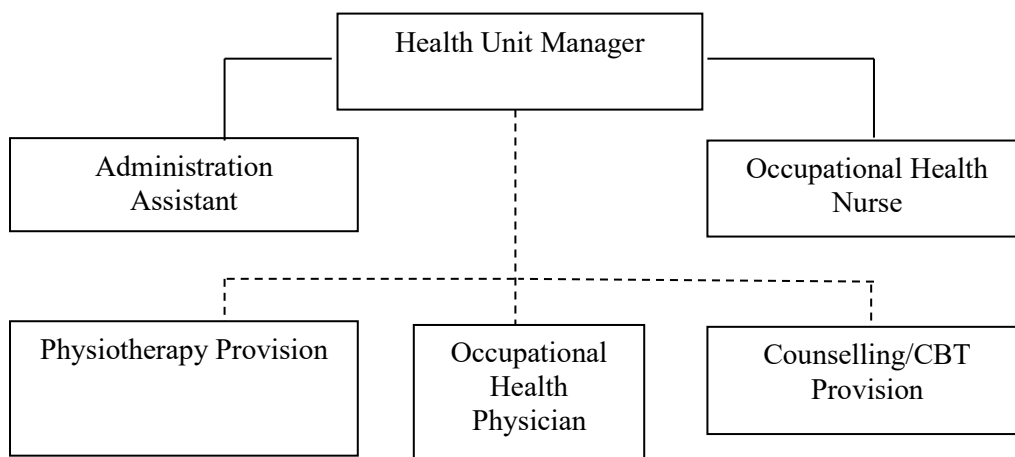 Health Unit Manager
Administration
Assistant
Occupational Health
Nurse
Physiotherapy Provision
Occupational
Health
Physician
Counselling/CBT
Provision